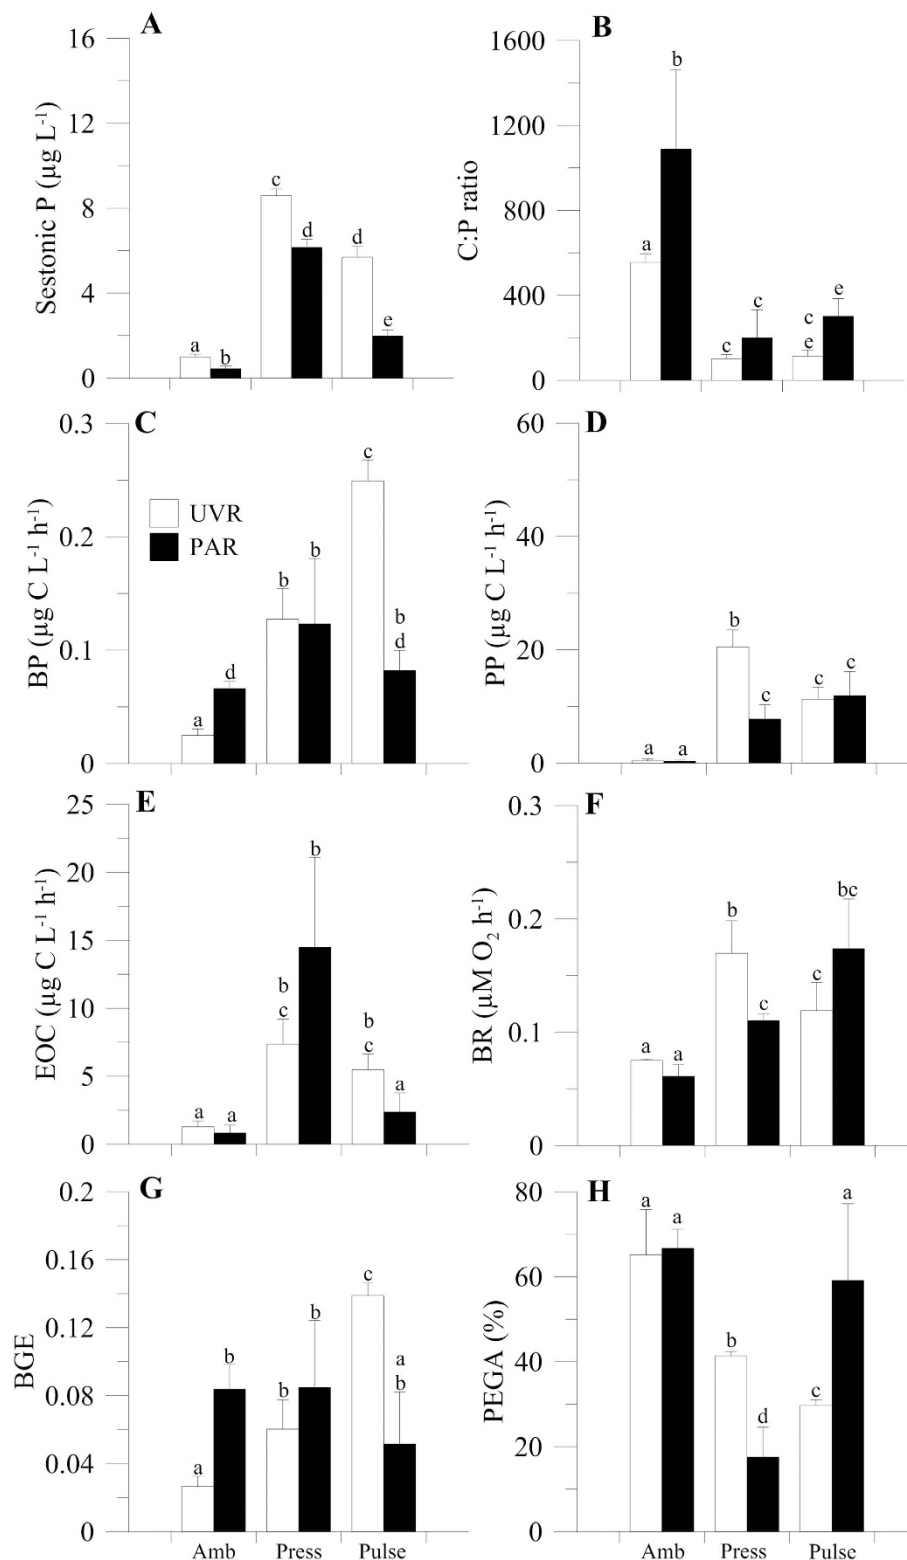 A
Sestonic P (µg L⁻¹)
16
12
8
4
0
a
b
c
d
d
e
B
C:P ratio
1600
1200
800
400
0
a
b
c
c
c
e
e
C
BP (µg C L⁻¹ h⁻¹)
0.3
0.2
0.1
0
UVR
PAR
a
d
b
b
c
b
d
D
PP (µg C L⁻¹ h⁻¹)
60
40
20
0
a
a
b
c
c
c
E
EOC (µg C L⁻¹ h⁻¹)
25
20
15
10
5
0
a
a
b
c
b
b
c
a
F
BR (µM O₂ h⁻¹)
0.3
0.2
0.1
0
a
a
b
c
c
bc
G
BGE
0.2
0.16
0.12
0.08
0.04
0
a
b
b
b
c
a
b
Amb Press Pulse
H
PEGA (%)
80
60
40
20
0
a
a
b
d
c
a
Amb Press Pulse